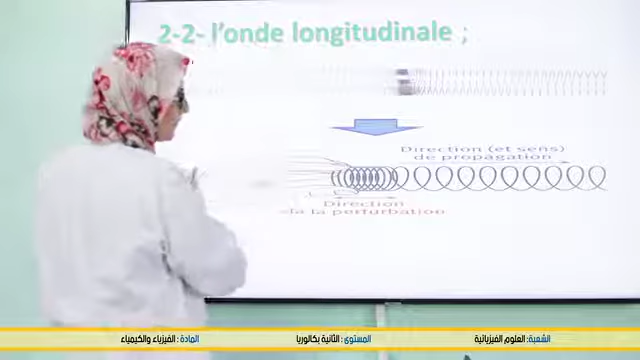 2-2- l'onde longitudinale ;
Direction (et sens)
de propagation
Direction
de la perturbation
الشعبة: العلوم الفيزيائية
المستوى: الثانية بكالوريا
المادة: الفيزياء والكيمياء